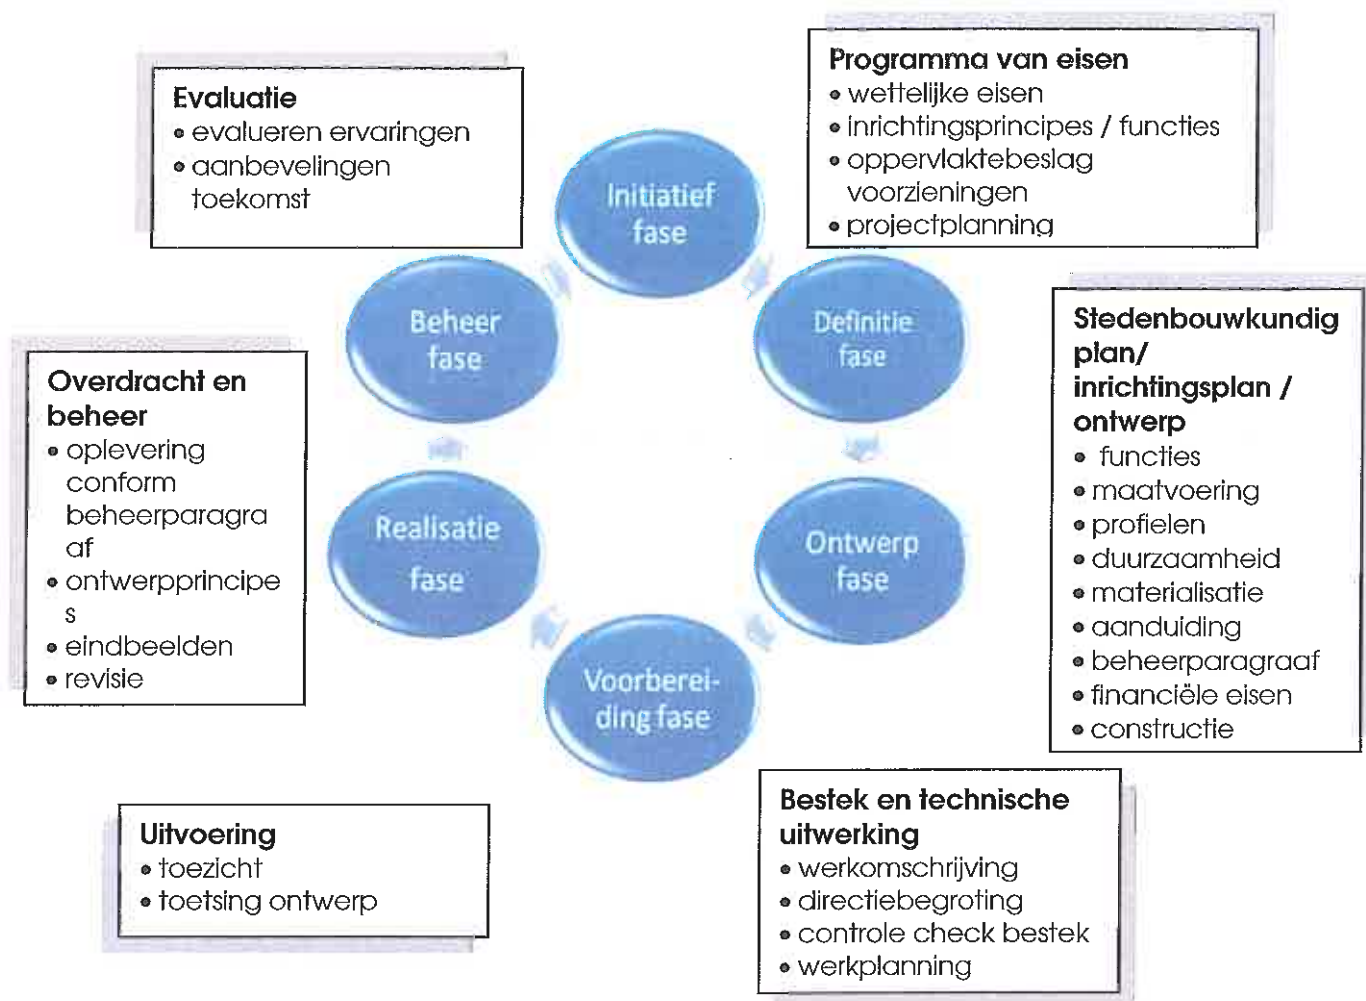 Evaluatie
• evalueren ervaringen
• aanbevelingen
toekomst
Programma van eisen
• wettelijke eisen
• inrichtingsprincipes / functies
• oppervlaktebeslag
voorzieningen
• projectplanning
Initiatief
fase
Beheer
fase
Definitie
fase
Overdracht en
beheer
• oplevering
conform
beheerparagra
af
• ontwerpprincipe
s
• eindbeelden
• revisie
Stedenbouwkundig
plan/
inrichtingsplan /
ontwerp
• functies
• maatvoering
• profielen
• duurzaamheid
• materialisatie
• aanduiding
• beheerparagraaf
• financiële eisen
• constructie
Realisatie
fase
Ontwerp
fase
Voorberei-
ding fase
Uitvoering
• toezicht
• toetsing ontwerp
Bestek en technische
uitwerking
• werkomschrijving
• directiebegroting
• controle check bestek
• werkplanning